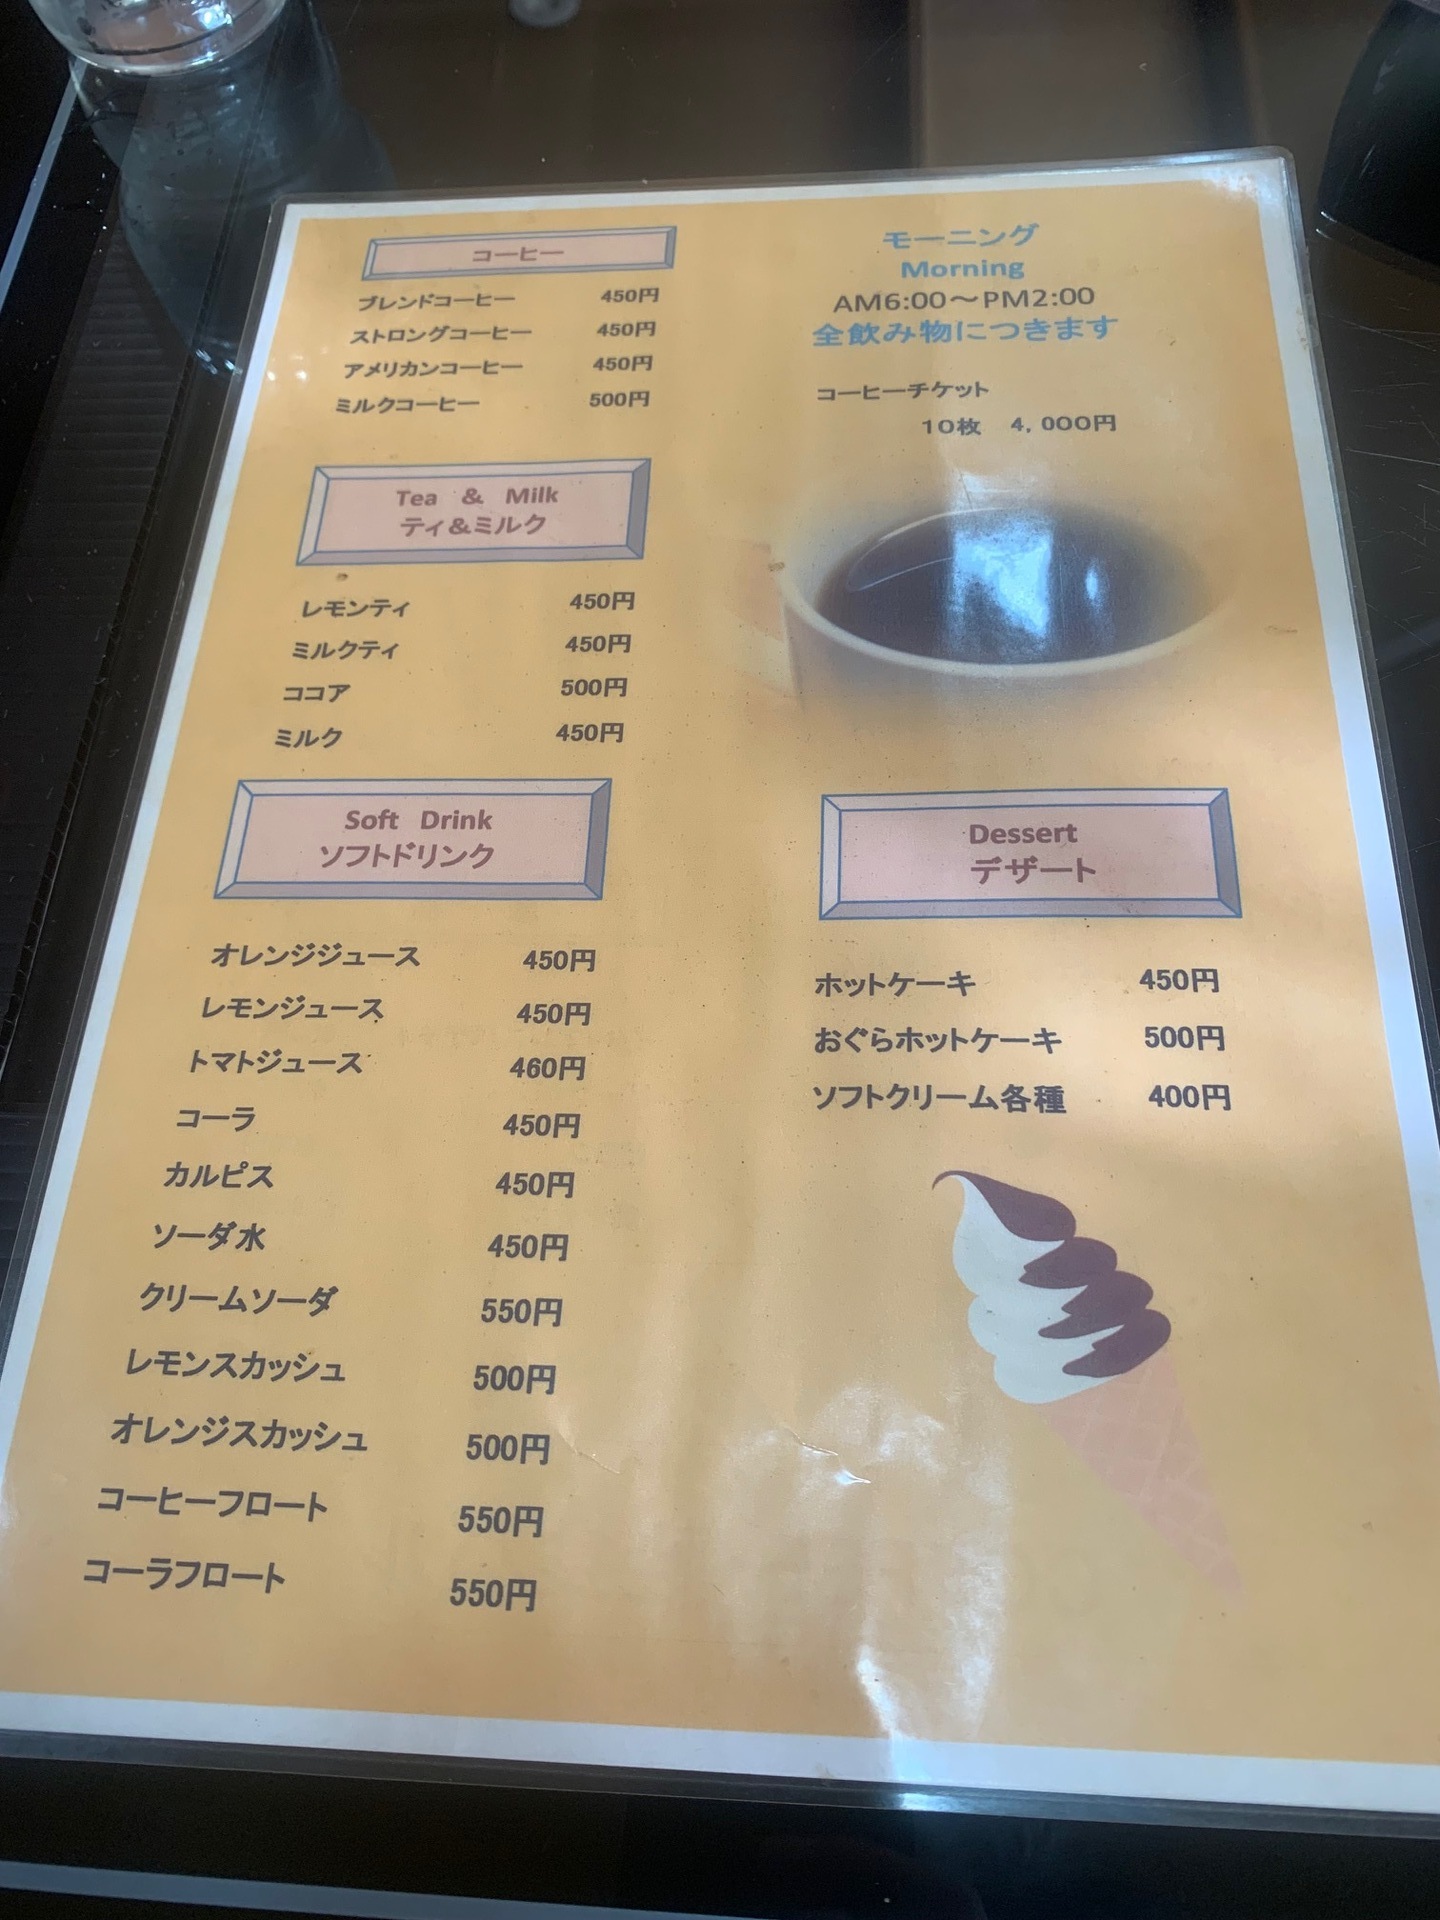 コーヒー
ブレンドコーヒー 450円
ストロングコーヒー 450円
アメリカンコーヒー 450円
ミルクコーヒー 500円
Tea & Milk
ティ&ミルク
レモンティ 450円
ミルクティ 450円
ココア 500円
ミルク 450円
Soft Drink
ソフトドリンク
オレンジジュース 450円
レモンジュース 450円
トマトジュース 460円
コーラ 450円
カルピス 450円
ソーダ水 450円
クリームソーダ 550円
レモンスカッシュ 500円
オレンジスカッシュ 500円
コーヒーフロート 550円
コーラフロート 550円
モーニング
Morning
AM6:00～PM2:00
全飲み物につきます
コーヒーチケット
10枚 4,000円
Dessert
デザート
ホットケーキ 450円
おぐらホットケーキ 500円
ソフトクリーム各種 400円